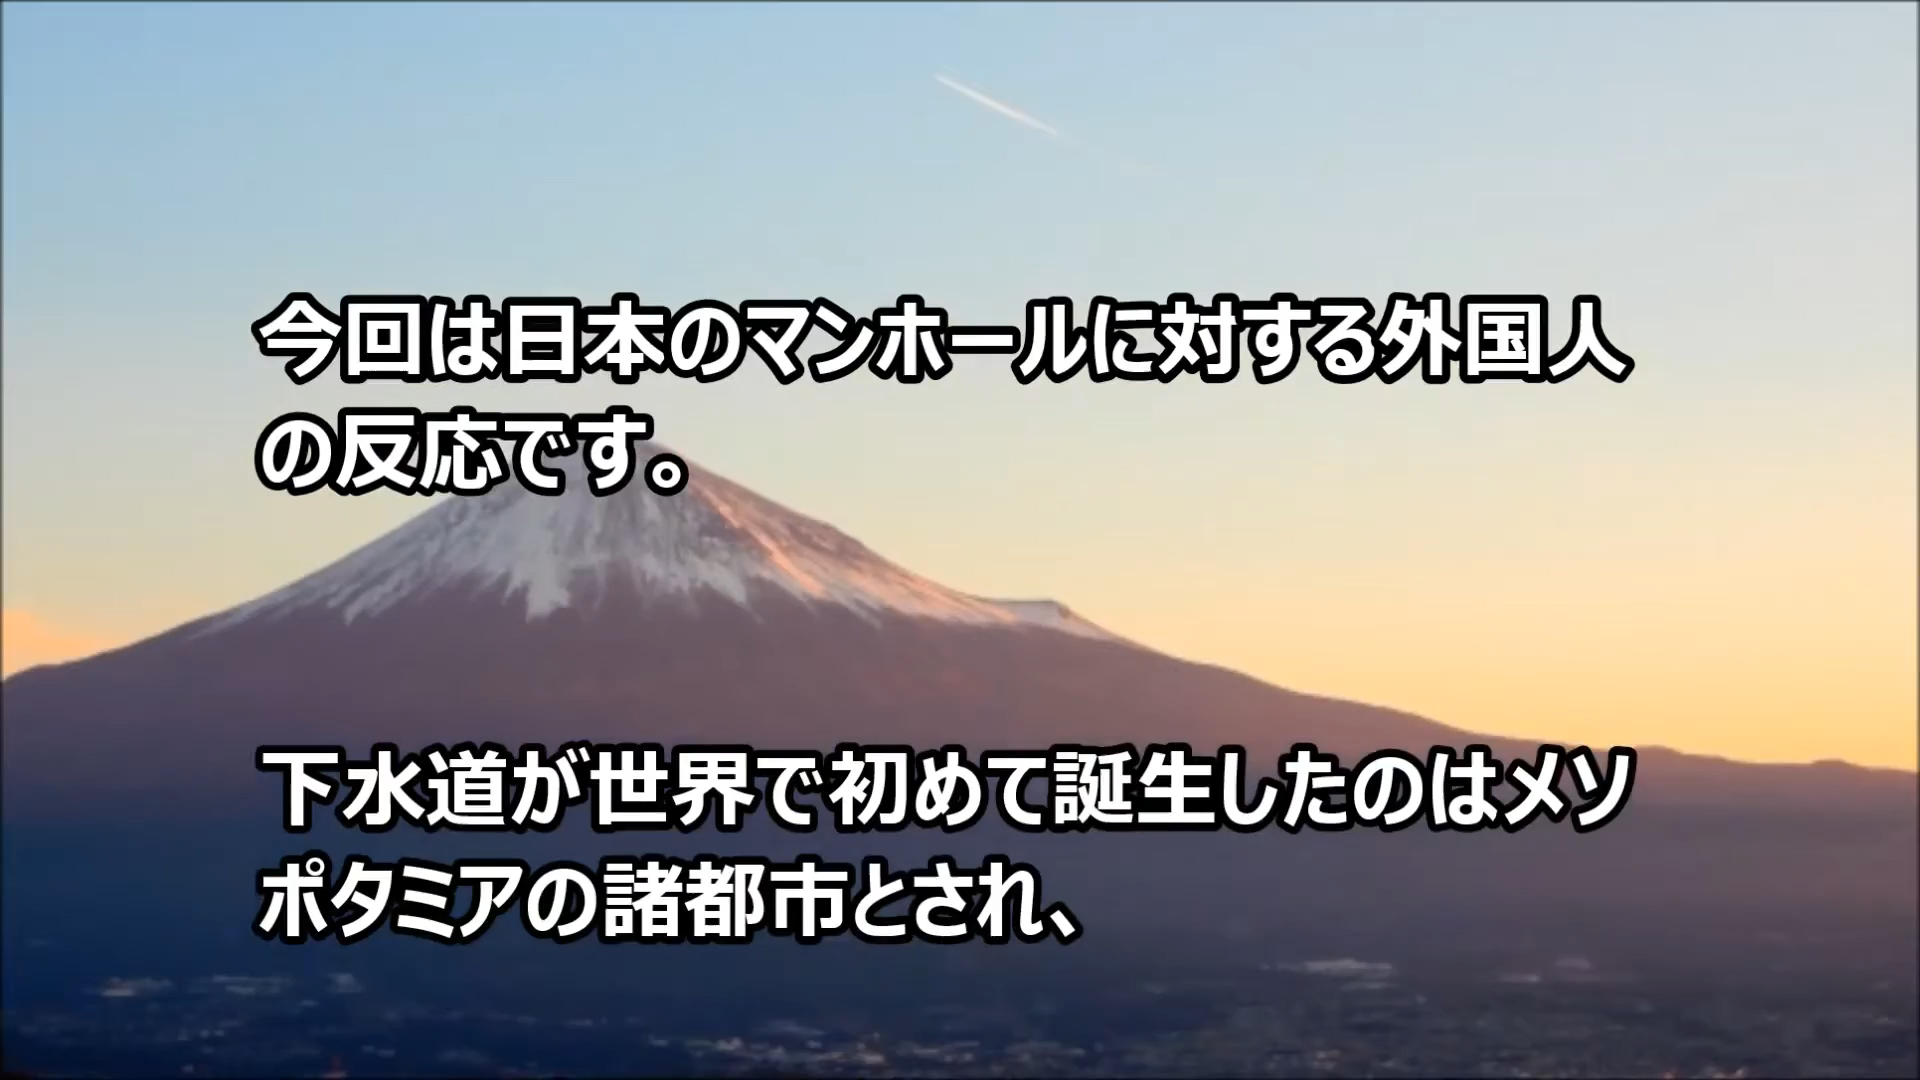 今回は日本のマンホールに対する外国人
の反応です。
下水道が世界で初めて誕生したのはメソ
ポタミアの諸都市とされ、